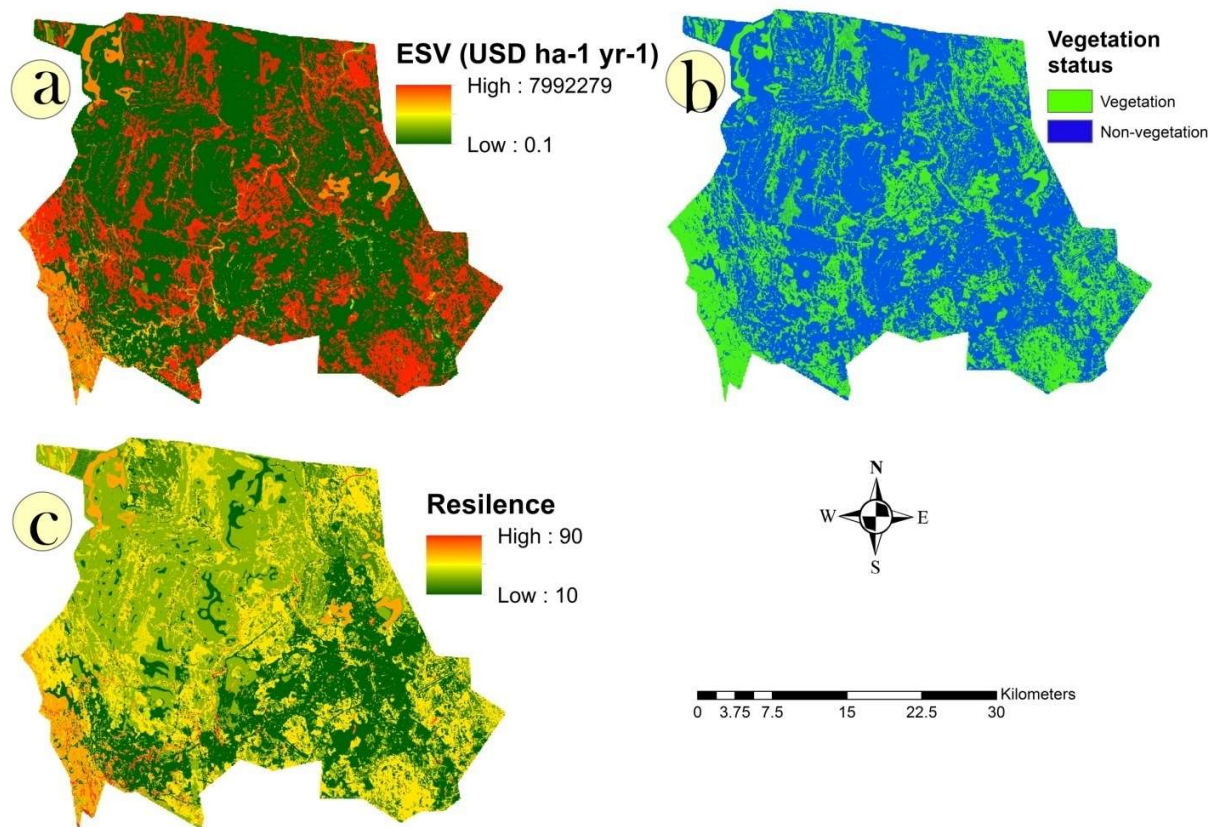 a
ESV (USD ha-1 yr-1)
High : 7992279
Low : 0.1
b
Vegetation
status
Vegetation
Non-vegetation
c
Resilence
High : 90
Low : 10
N
W
E
S
Kilometers
0 3.75 7.5 15 22.5 30